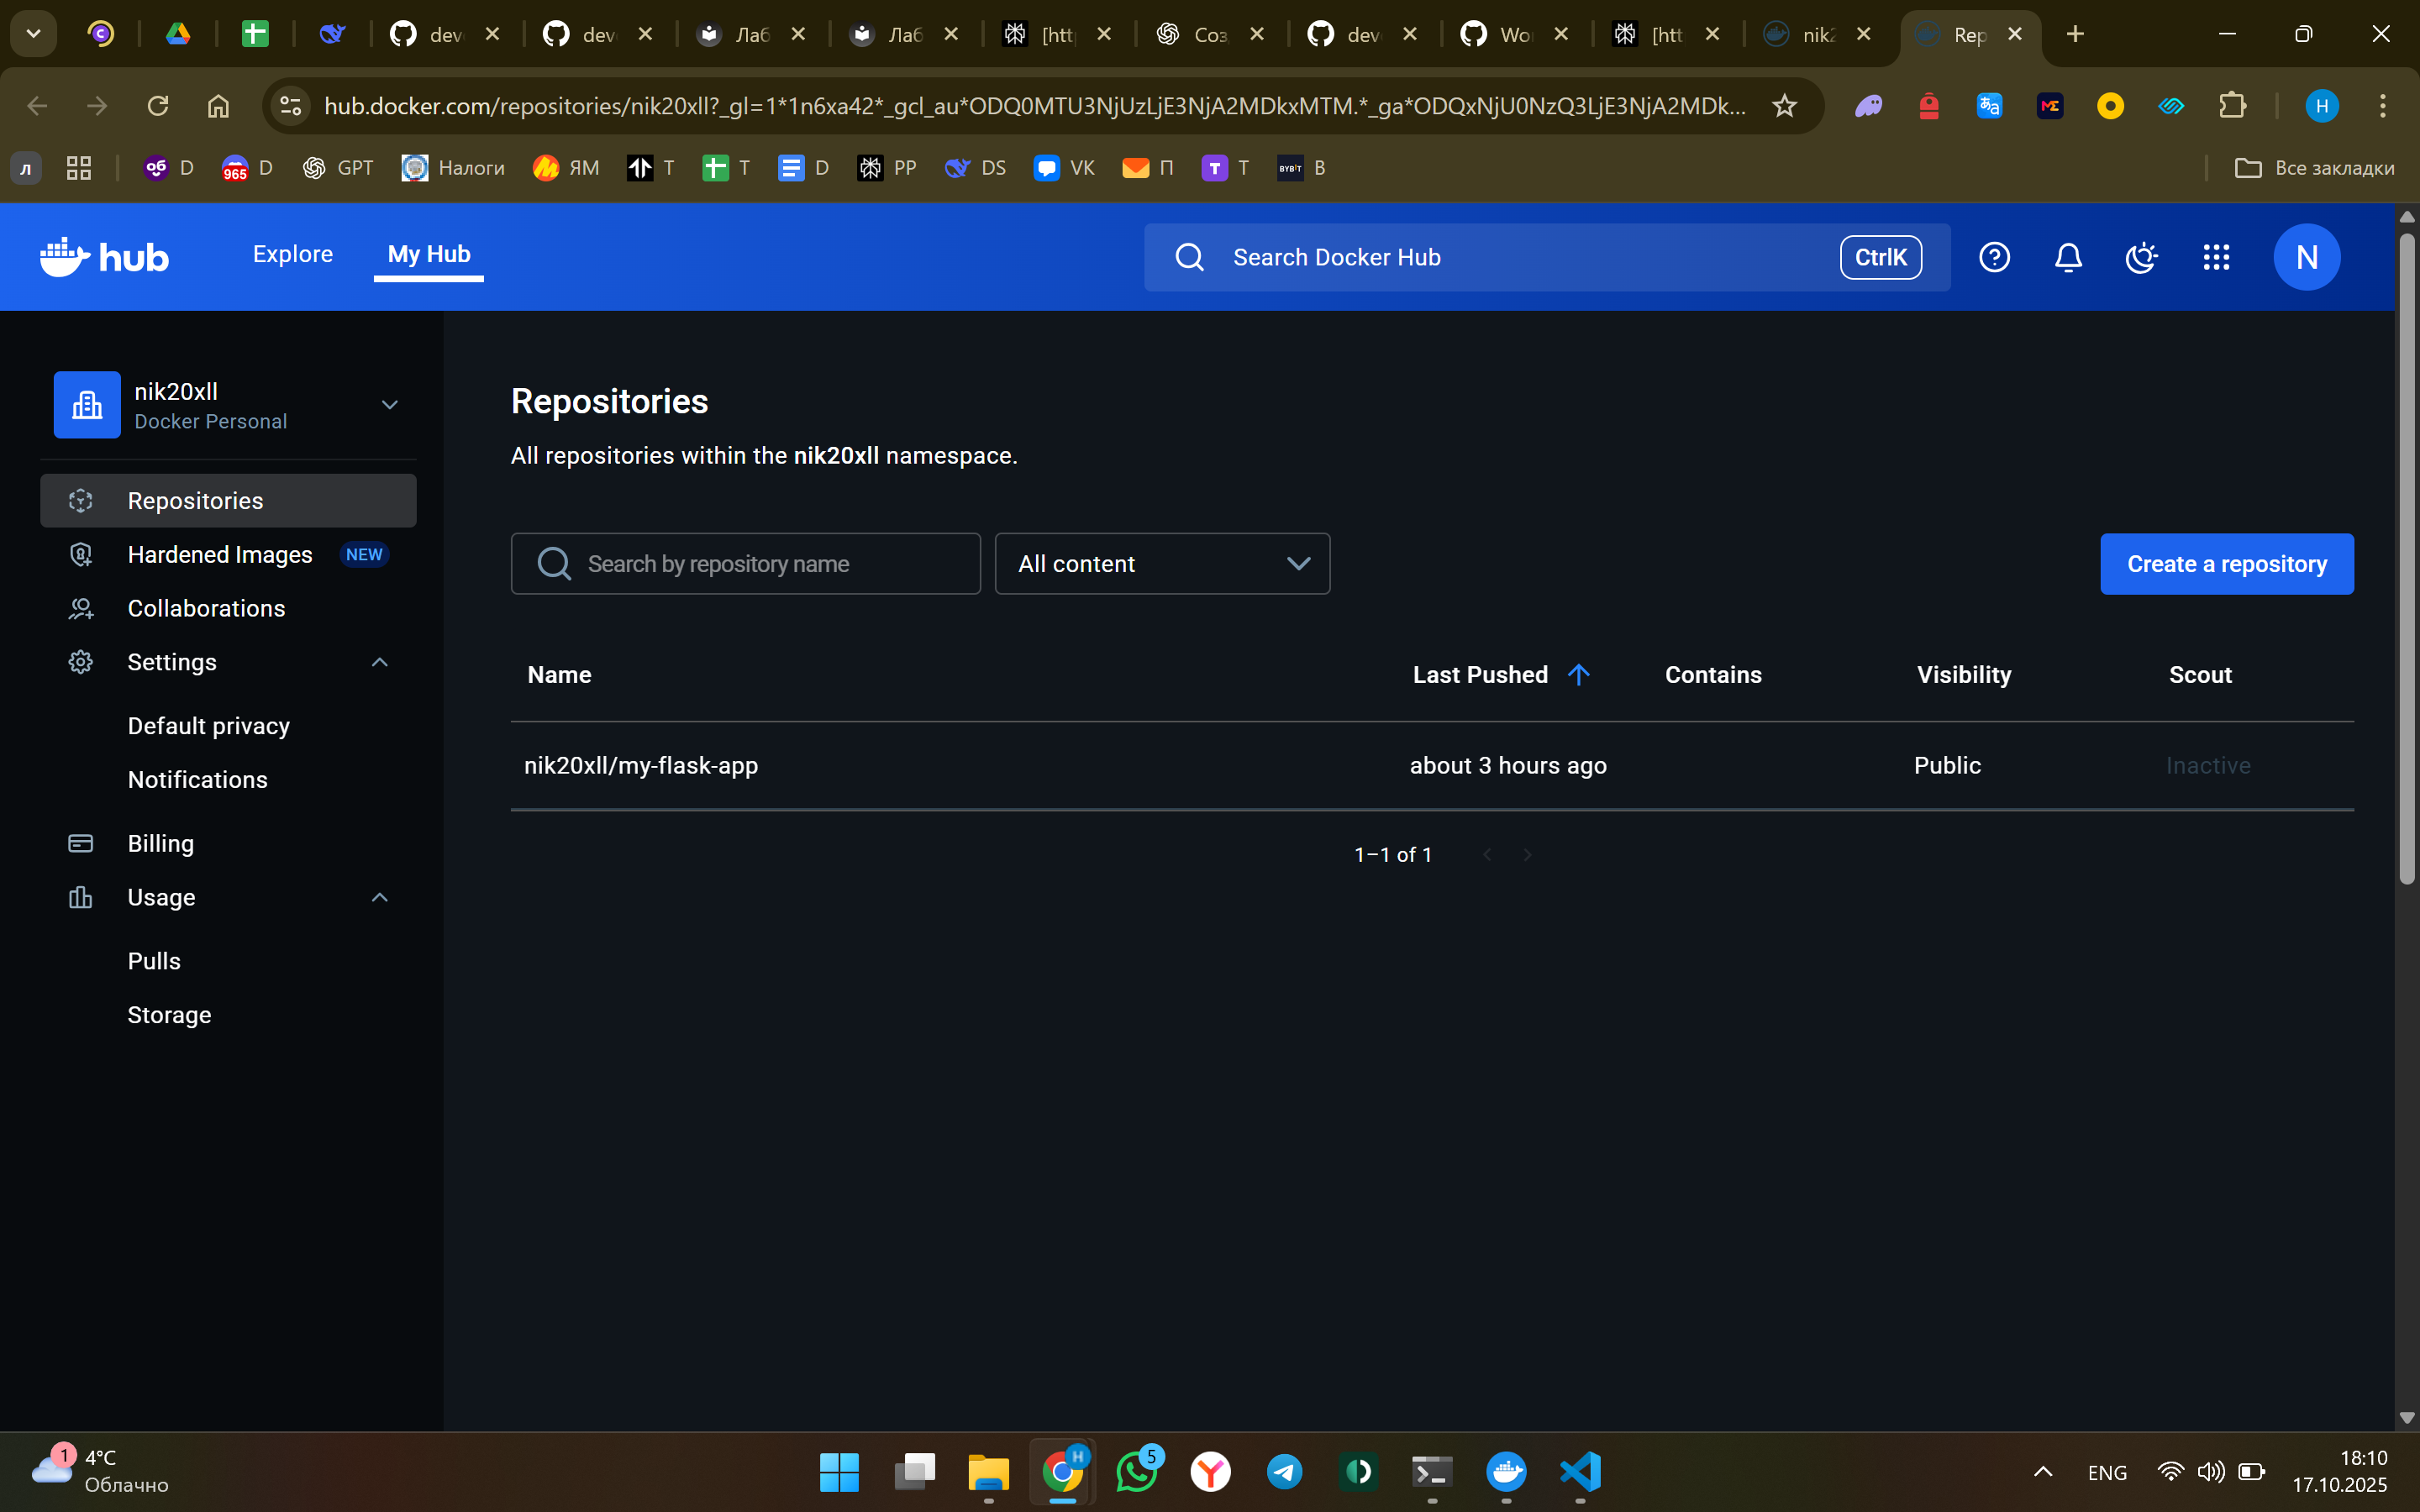 dev
dev
Лаб
Лаб
[htt
Соз
dev
Wo
[htt
nik2
Rep
hub.docker.com/repositories/nik20xll?_gl=1*1n6xa42*_gcl_au*ODQ0MTU3NjUzLjE3NjA2MDkxMTM.*_ga*ODQxNjU0NzQ3LjE3NjA2MDk...
H
л
об D
965 D
GPT
Налоги
ЯМ
T
T
D
PP
DS
VK
П
T T
BYBIT B
Все закладки
hub
Explore
My Hub
Search Docker Hub
CtrlK
N
nik20xll
Docker Personal
Repositories
Hardened Images NEW
Collaborations
Settings
Default privacy
Notifications
Billing
Usage
Pulls
Storage
Repositories
All repositories within the nik20xll namespace.
Search by repository name
All content
Create a repository
Name Last Pushed Contains Visibility Scout
nik20xll/my-flask-app about 3 hours ago Public Inactive
1–1 of 1
1
4°C
Облачно
H
5
ENG
18:10
17.10.2025